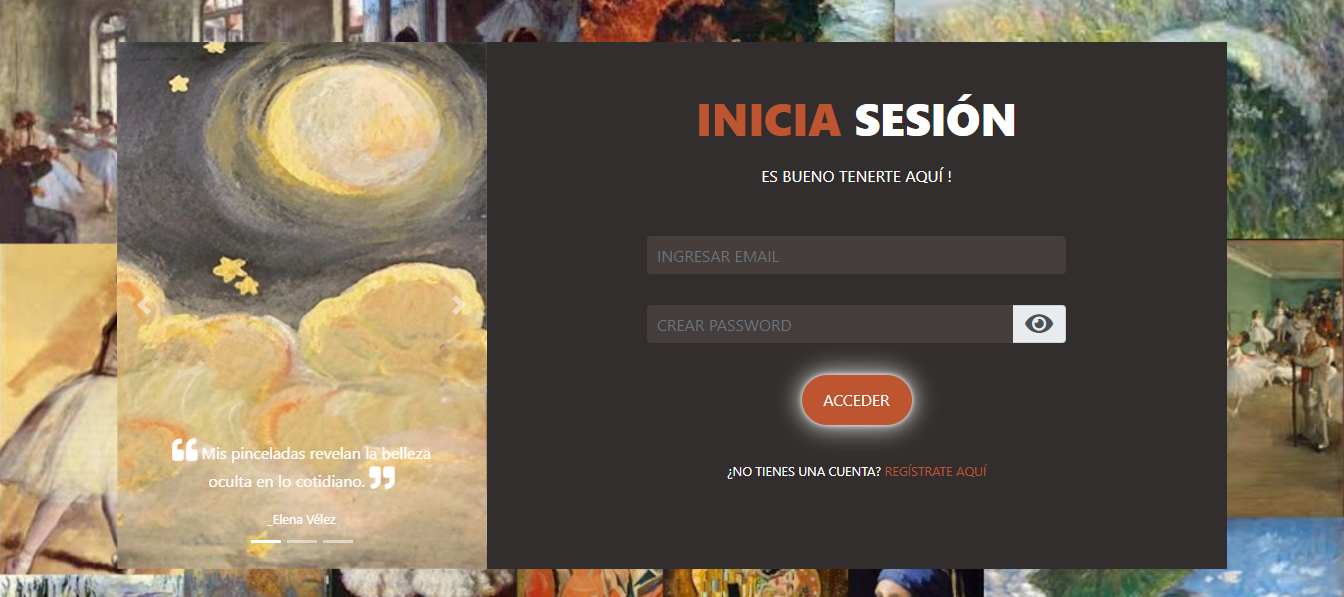 INICIA SESIÓN
ES BUENO TENERTE AQUÍ !
INGRESAR EMAIL
CREAR PASSWORD
ACCEDER
¿NO TIENES UNA CUENTA? REGÍSTRATE AQUÍ
❝ Mis pinceladas revelan la belleza
oculta en lo cotidiano. ❞
_Elena Vélez